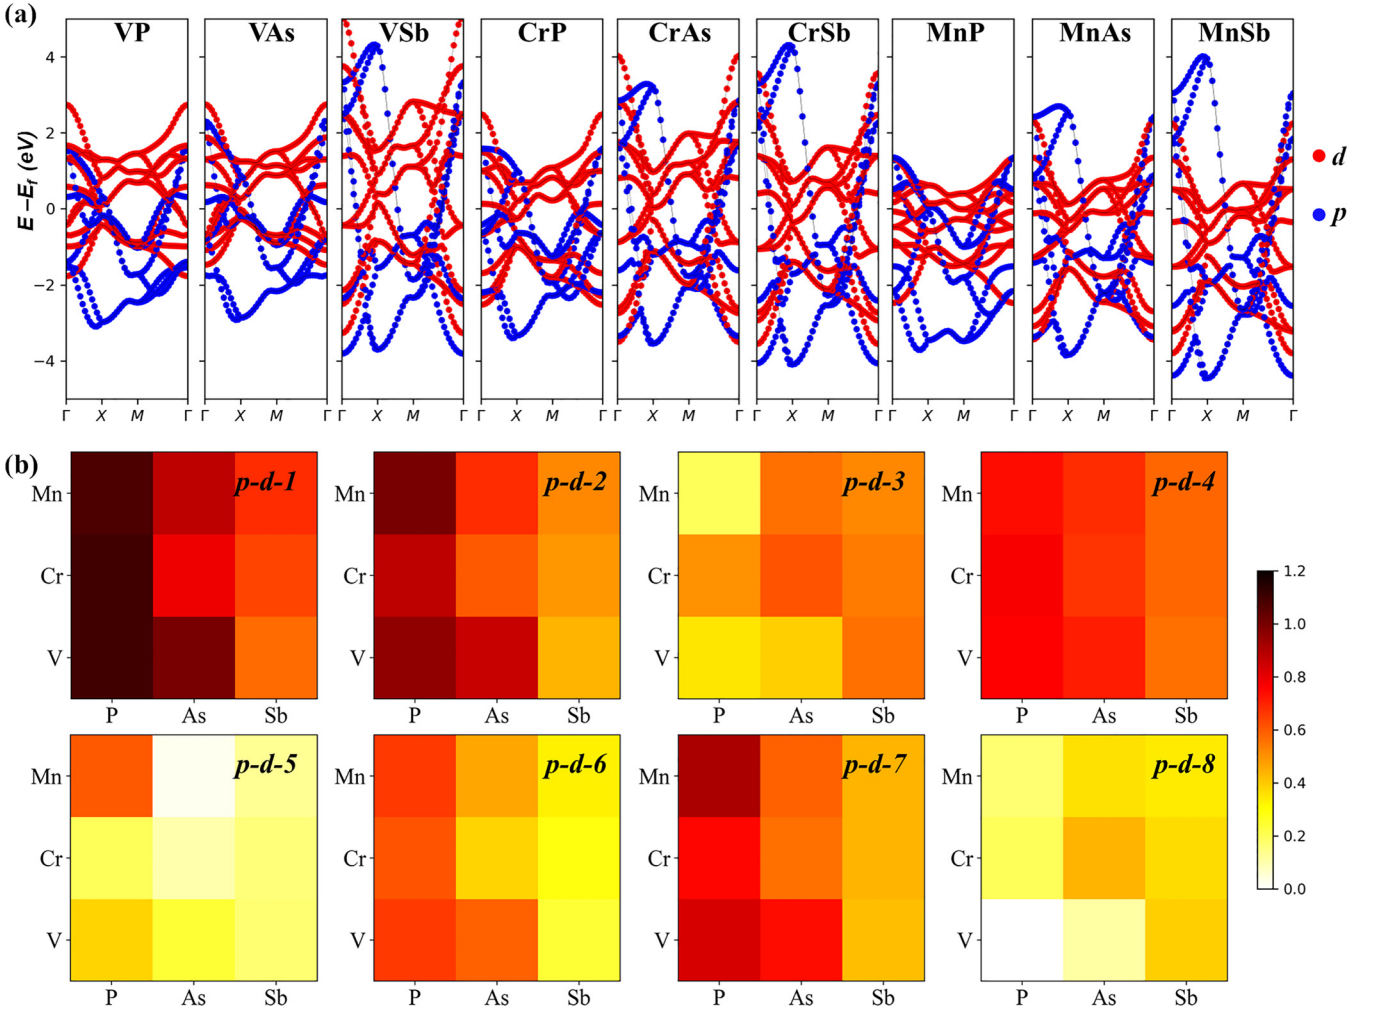 (a)
VP VAs VSb CrP CrAs CrSb MnP MnAs MnSb
E −E_f (eV)
4
2
0
−2
−4
d
p
Γ X M Γ Γ X M Γ Γ X M Γ Γ X M Γ Γ X M Γ Γ X M Γ Γ X M Γ Γ X M Γ Γ X M Γ
(b)
p-d-1 p-d-2 p-d-3 p-d-4
Mn Mn Mn Mn
Cr Cr Cr Cr
V V V V
P As Sb P As Sb P As Sb P As Sb
p-d-5 p-d-6 p-d-7 p-d-8
Mn Mn Mn Mn
Cr Cr Cr Cr
V V V V
P As Sb P As Sb P As Sb P As Sb
1.2
1.0
0.8
0.6
0.4
0.2
0.0